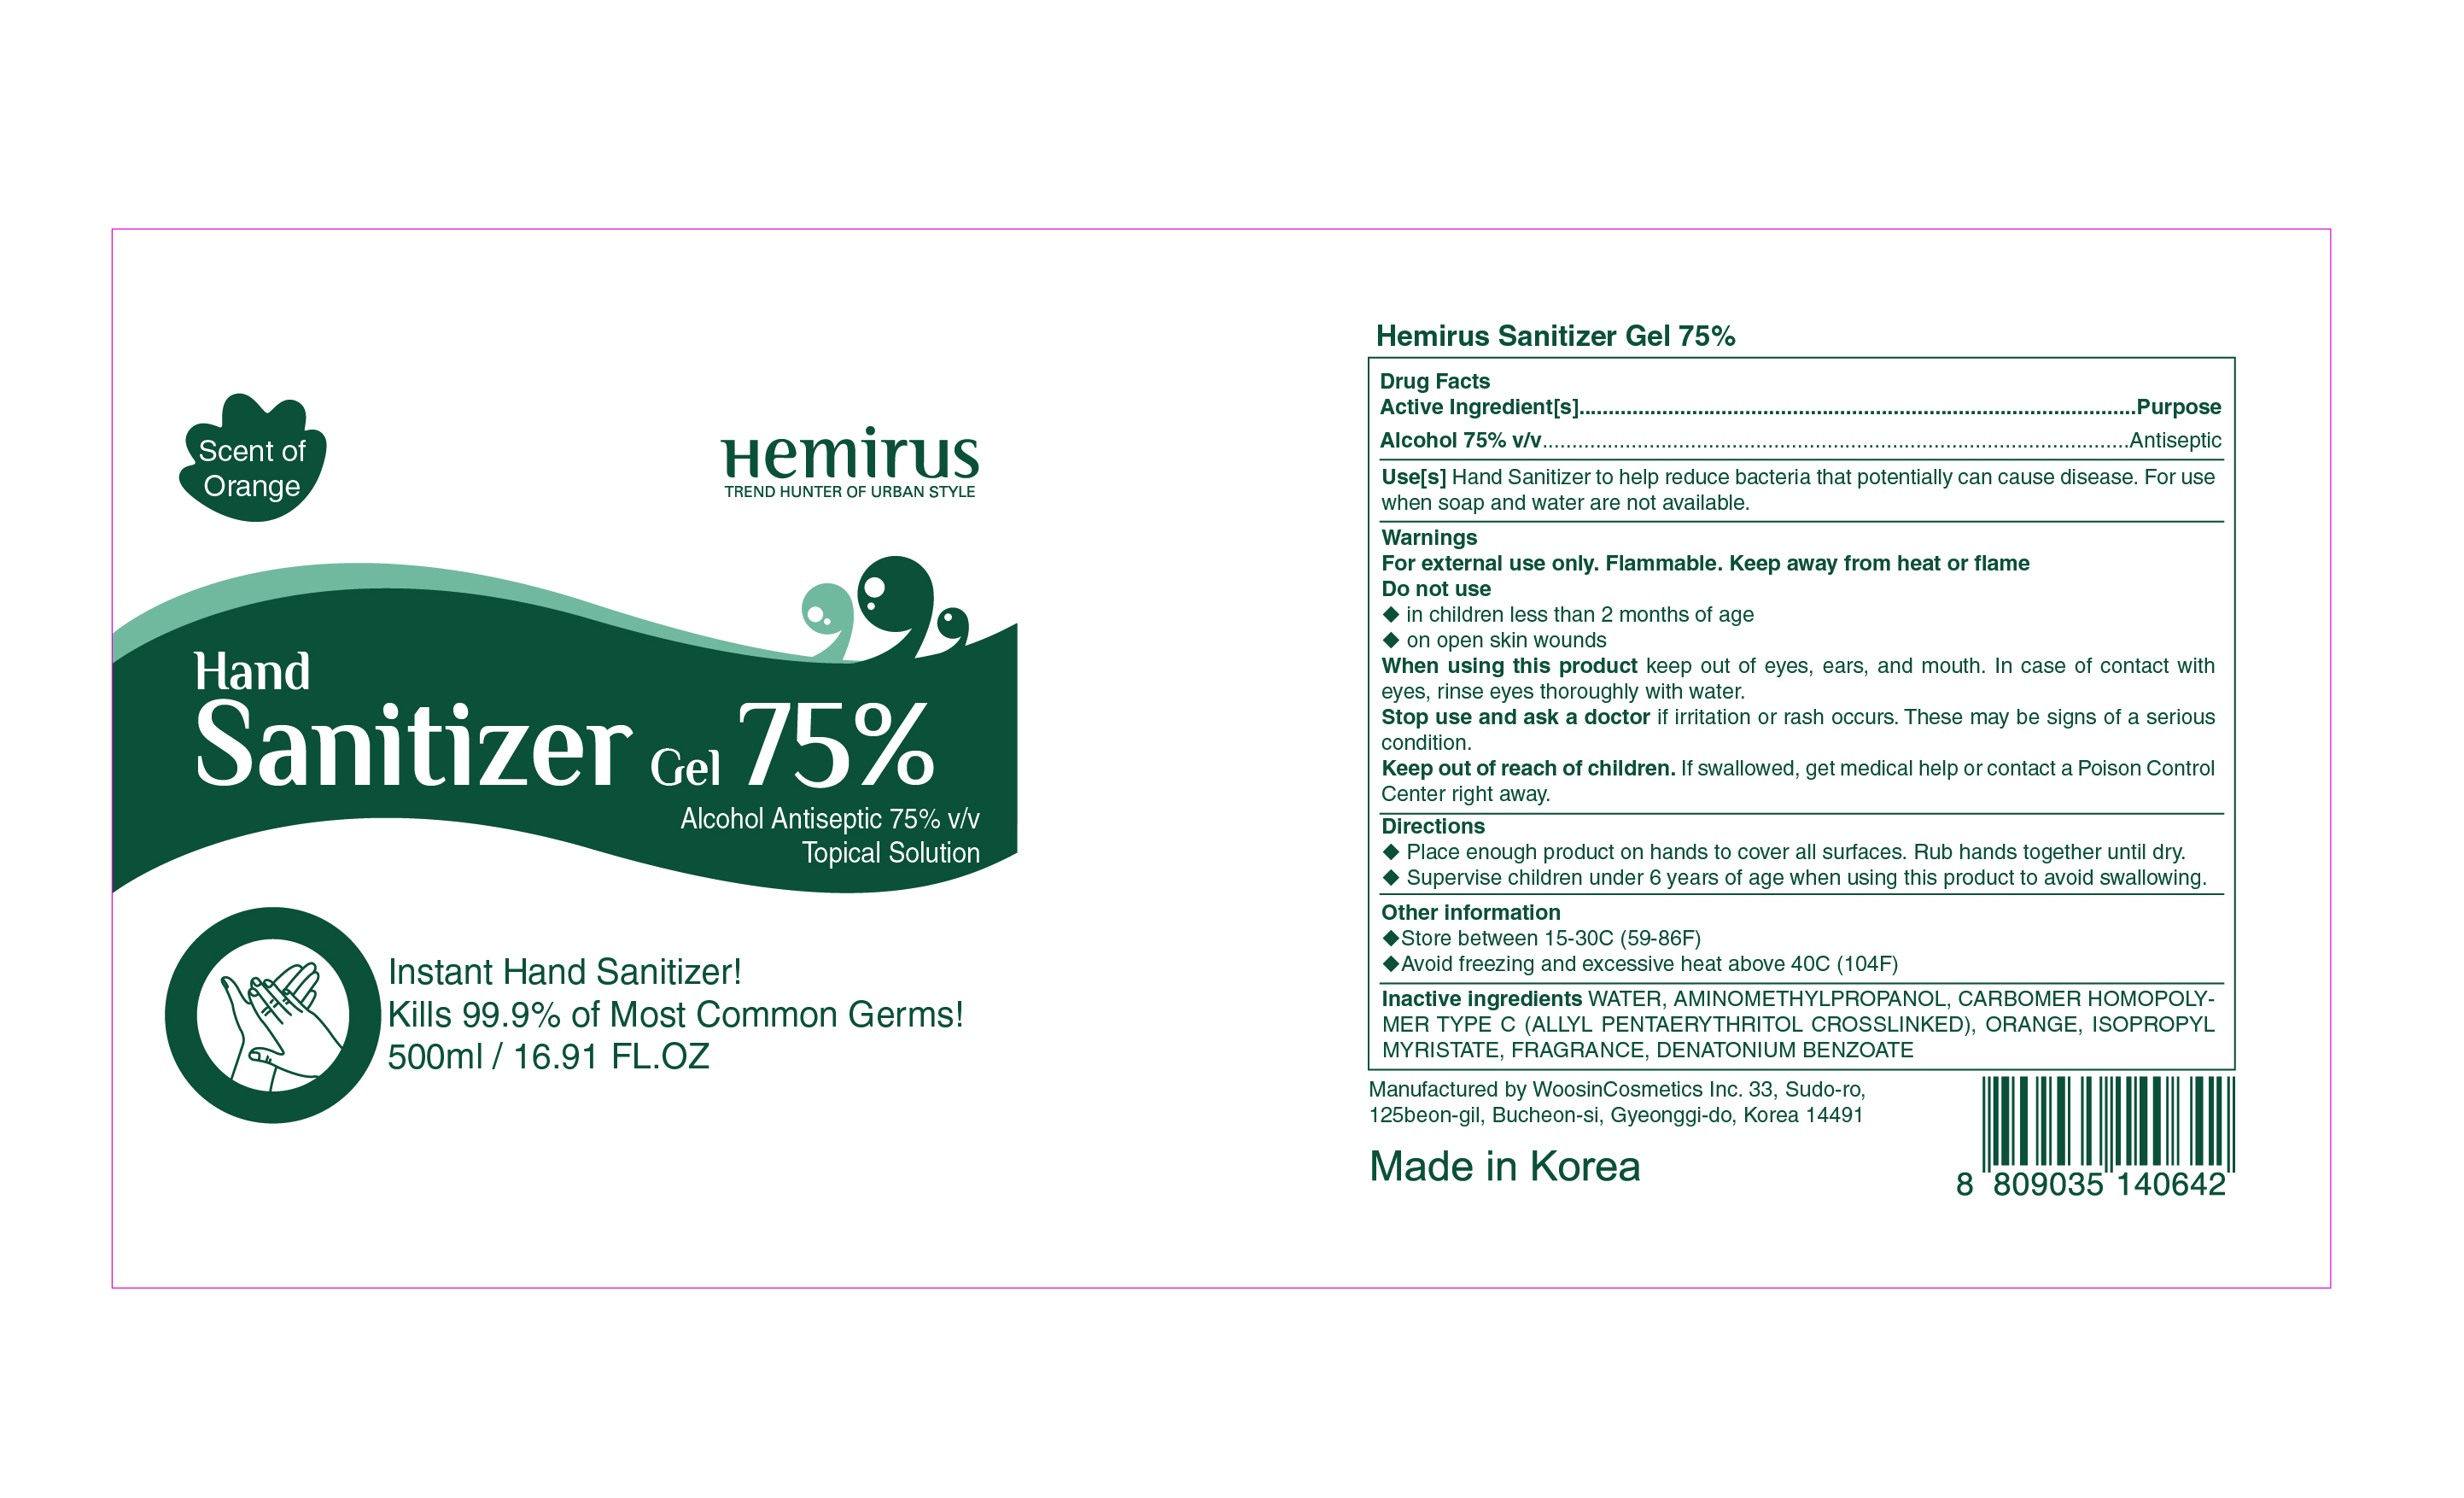 Scent of
Orange
Hemirus
TREND HUNTER OF URBAN STYLE
Hand
Sanitizer Gel 75%
Alcohol Antiseptic 75% v/v
Topical Solution
Instant Hand Sanitizer!
Kills 99.9% of Most Common Germs!
500ml / 16.91 FL.OZ
Hemirus Sanitizer Gel 75%
Drug Facts
Active Ingredient[s]................................................................................................Purpose
Alcohol 75% v/v....................................................................................................Antiseptic
Use[s] Hand Sanitizer to help reduce bacteria that potentially can cause disease. For use
when soap and water are not available.
Warnings
For external use only. Flammable. Keep away from heat or flame
Do not use
◆ in children less than 2 months of age
◆ on open skin wounds
When using this product keep out of eyes, ears, and mouth. In case of contact with
eyes, rinse eyes thoroughly with water.
Stop use and ask a doctor if irritation or rash occurs. These may be signs of a serious
condition.
Keep out of reach of children. If swallowed, get medical help or contact a Poison Control
Center right away.
Directions
◆ Place enough product on hands to cover all surfaces. Rub hands together until dry.
◆ Supervise children under 6 years of age when using this product to avoid swallowing.
Other information
◆Store between 15-30C (59-86F)
◆Avoid freezing and excessive heat above 40C (104F)
Inactive ingredients WATER, AMINOMETHYLPROPANOL, CARBOMER HOMOPOLY-
MER TYPE C (ALLYL PENTAERYTHRITOL CROSSLINKED), ORANGE, ISOPROPYL
MYRISTATE, FRAGRANCE, DENATONIUM BENZOATE
Manufactured by WoosinCosmetics Inc. 33, Sudo-ro,
125beon-gil, Bucheon-si, Gyeonggi-do, Korea 14491
Made in Korea
8 809035 140642